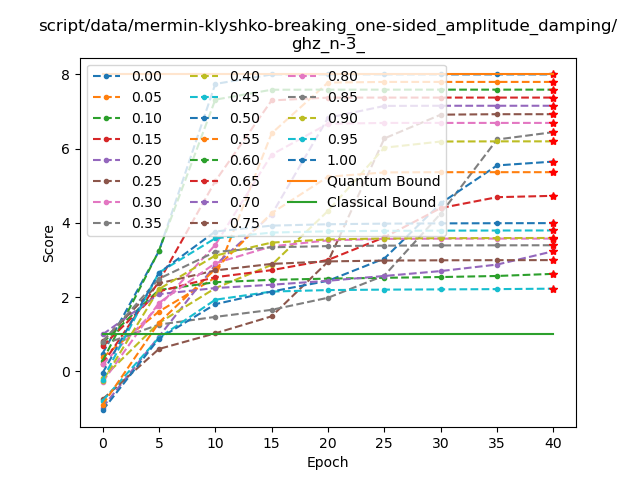 script/data/mermin-klyshko-breaking_one-sided_amplitude_damping/
ghz_n-3_
8
6
4
2
0
Score
0.00 0.40 0.80
0.05 0.45 0.85
0.10 0.50 0.90
0.15 0.55 0.95
0.20 0.60 1.00
0.25 0.65 Quantum Bound
0.30 0.70 Classical Bound
0.35 0.75
0 5 10 15 20 25 30 35 40
Epoch